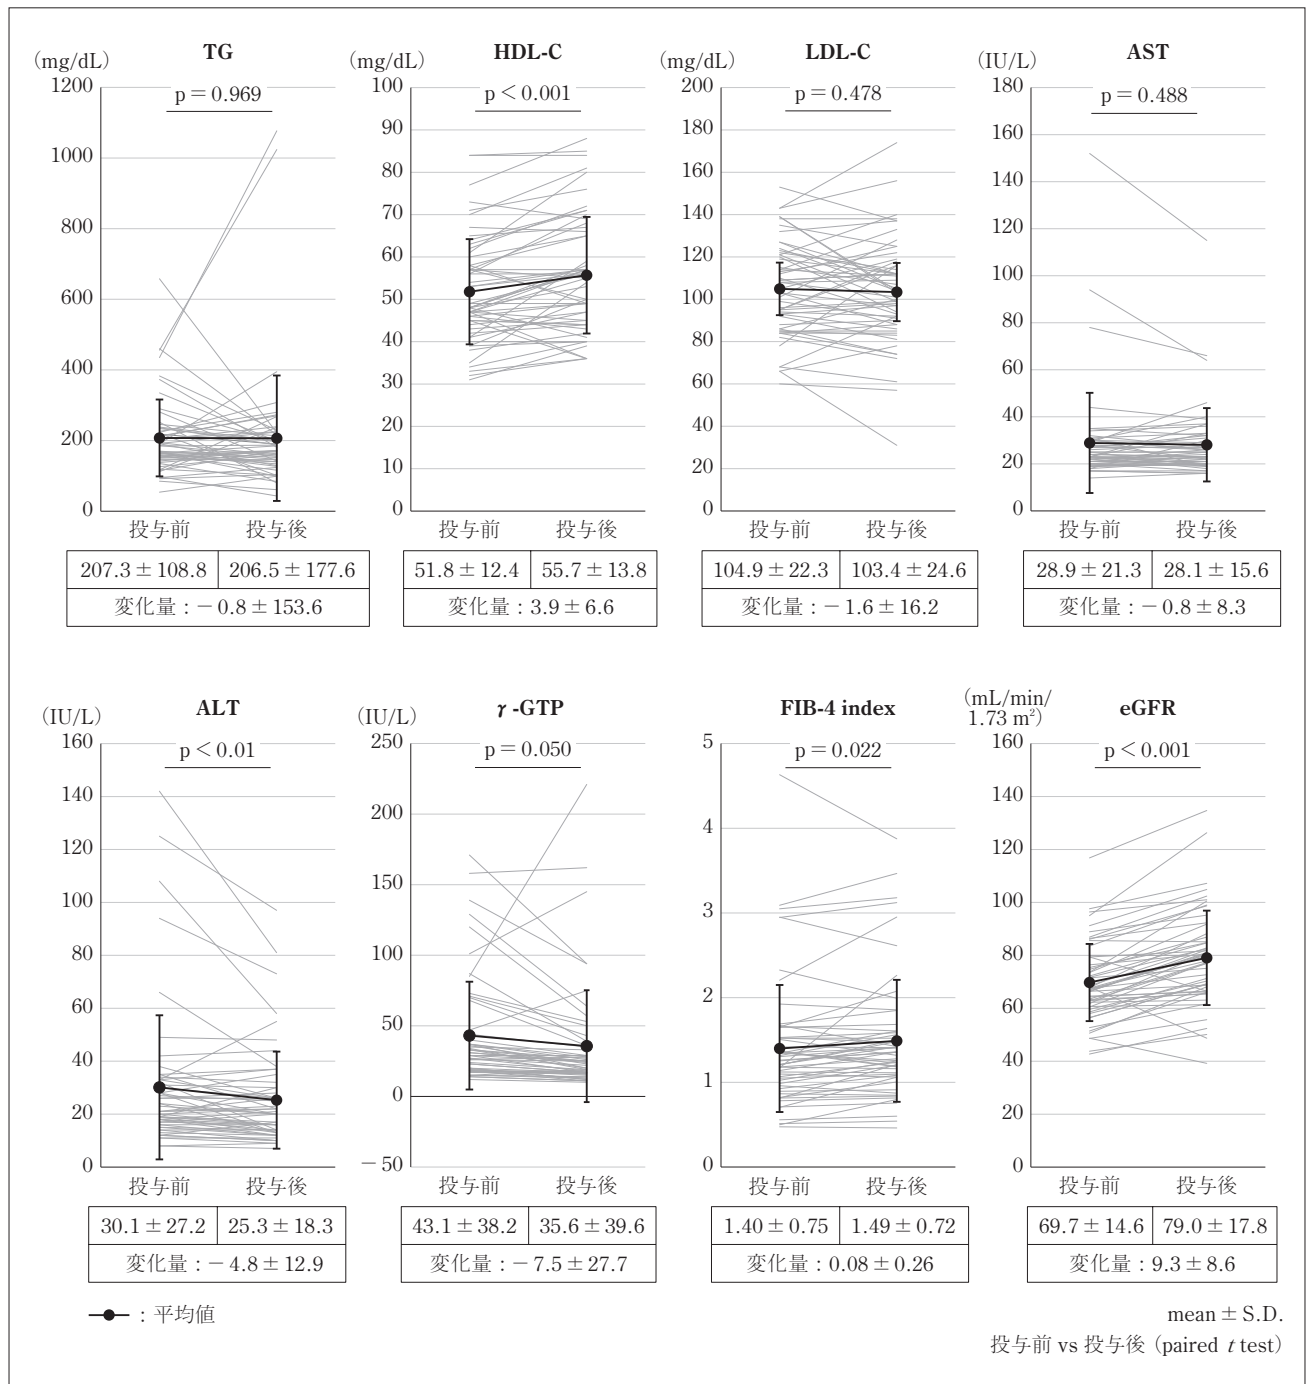 TG
(mg/dL)
p = 0.969
1200
1000
800
600
400
200
0
投与前 投与後
207.3 ± 108.8 206.5 ± 177.6
変化量：− 0.8 ± 153.6
HDL-C
(mg/dL)
p < 0.001
100
90
80
70
60
50
40
30
20
10
0
投与前 投与後
51.8 ± 12.4 55.7 ± 13.8
変化量：3.9 ± 6.6
LDL-C
(mg/dL)
p = 0.478
200
180
160
140
120
100
80
60
40
20
0
投与前 投与後
104.9 ± 22.3 103.4 ± 24.6
変化量：− 1.6 ± 16.2
AST
(IU/L)
p = 0.488
180
160
140
120
100
80
60
40
20
0
投与前 投与後
28.9 ± 21.3 28.1 ± 15.6
変化量：− 0.8 ± 8.3
ALT
(IU/L)
p < 0.01
160
140
120
100
80
60
40
20
0
投与前 投与後
30.1 ± 27.2 25.3 ± 18.3
変化量：− 4.8 ± 12.9
γ -GTP
(IU/L)
p = 0.050
250
200
150
100
50
0
− 50
投与前 投与後
43.1 ± 38.2 35.6 ± 39.6
変化量：− 7.5 ± 27.7
FIB-4 index
p = 0.022
5
4
3
2
1
0
投与前 投与後
1.40 ± 0.75 1.49 ± 0.72
変化量：0.08 ± 0.26
eGFR
(mL/min/
1.73 m²)
p < 0.001
160
140
120
100
80
60
40
20
0
投与前 投与後
69.7 ± 14.6 79.0 ± 17.8
変化量：9.3 ± 8.6
：平均値
mean ± S.D.
投与前 vs 投与後（paired t test）